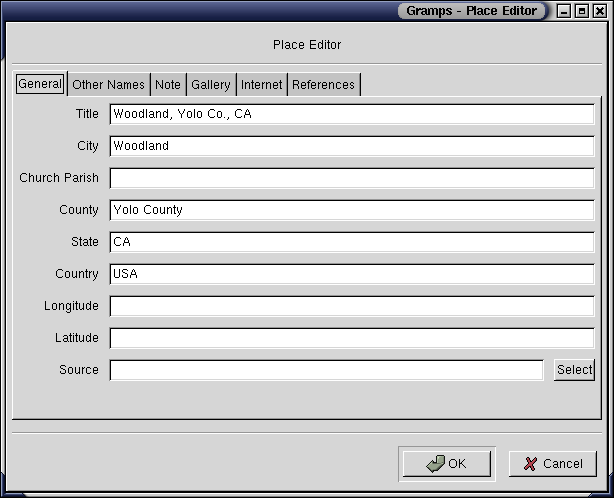 Gramps - Place Editor
Place Editor
General Other Names Note Gallery Internet References
Title Woodland, Yolo Co., CA
City Woodland
Church Parish
County Yolo County
State CA
Country USA
Longitude
Latitude
Source Select
OK Cancel